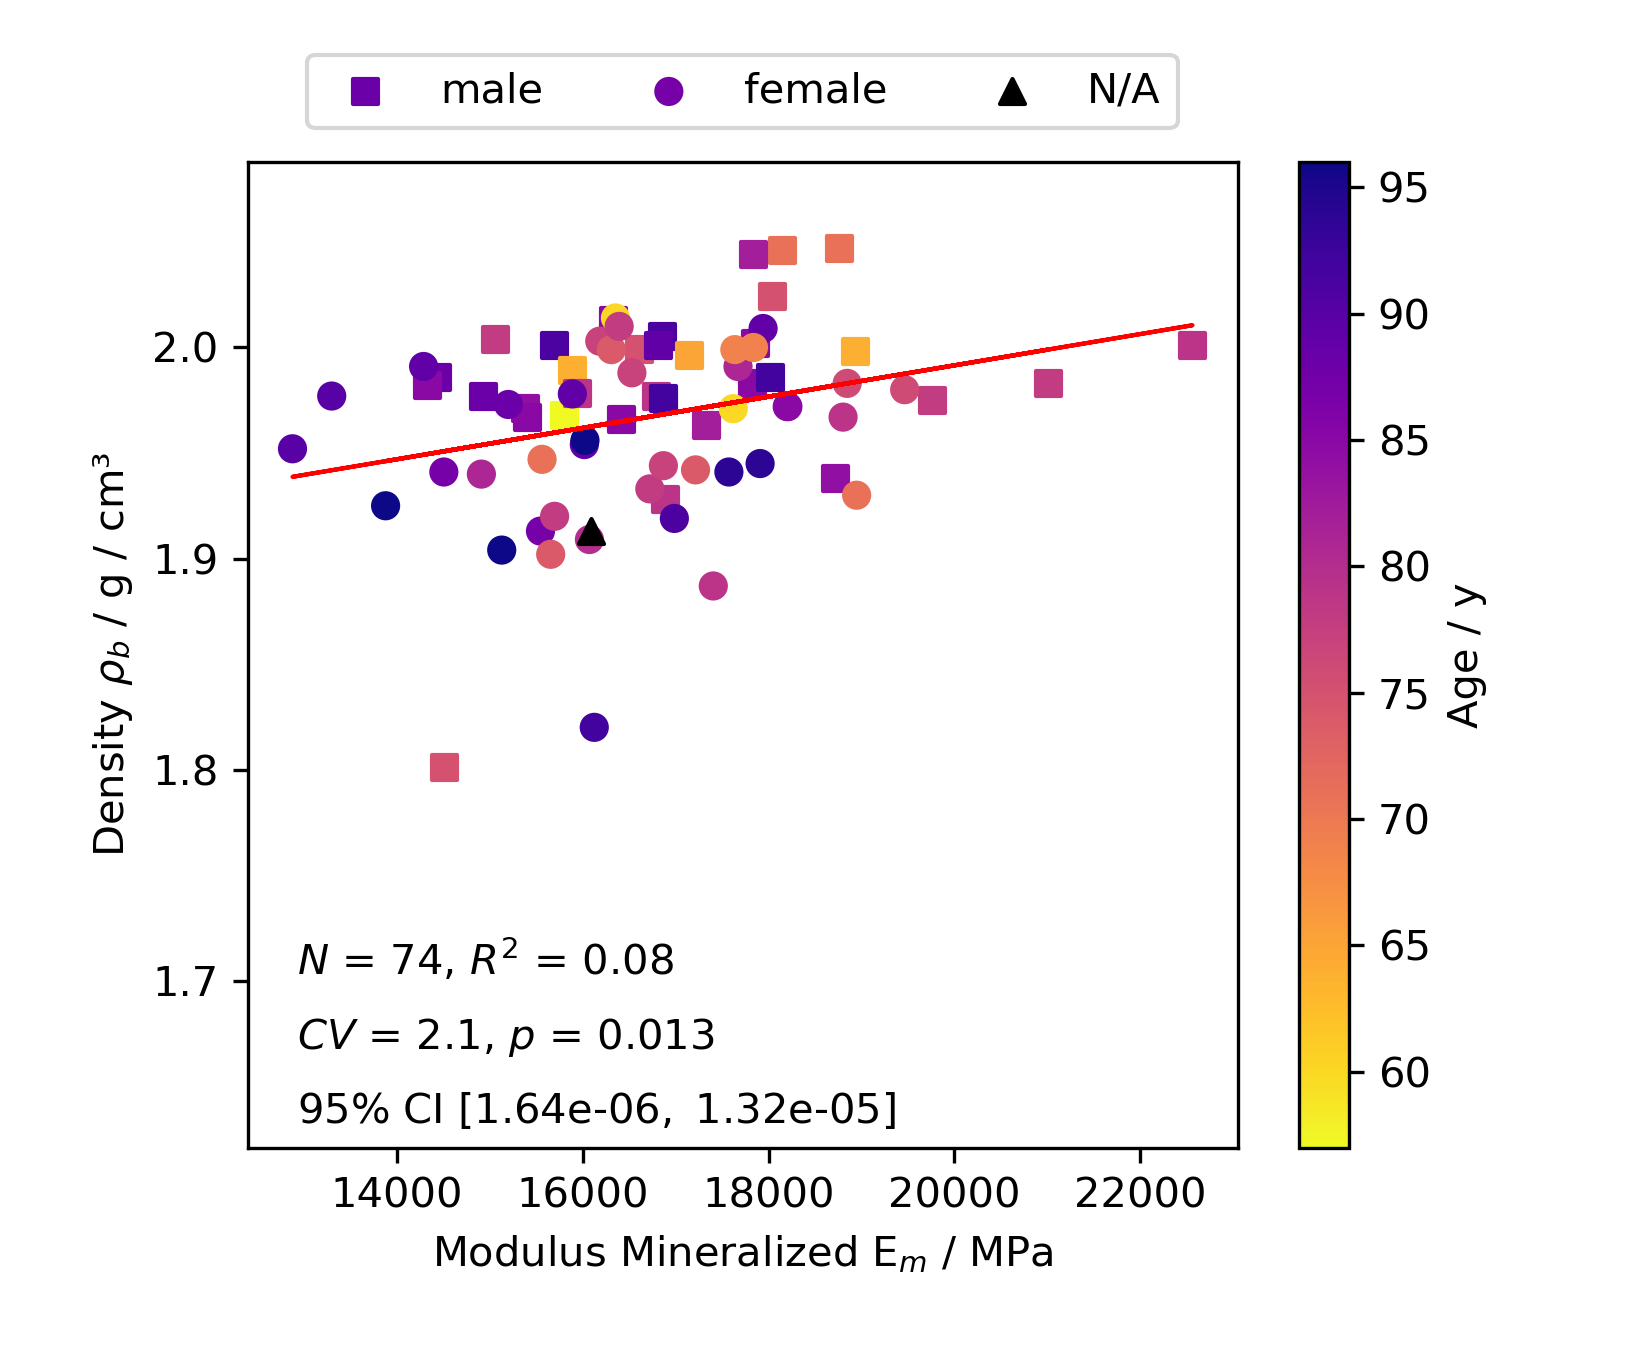 male female N/A
2.0
1.9
1.8
1.7
Density ρb / g / cm³
N = 74, R² = 0.08
CV = 2.1, p = 0.013
95% CI [1.64e-06, 1.32e-05]
14000 16000 18000 20000 22000
Modulus Mineralized Em / MPa
95
90
85
80
75
70
65
60
Age / y